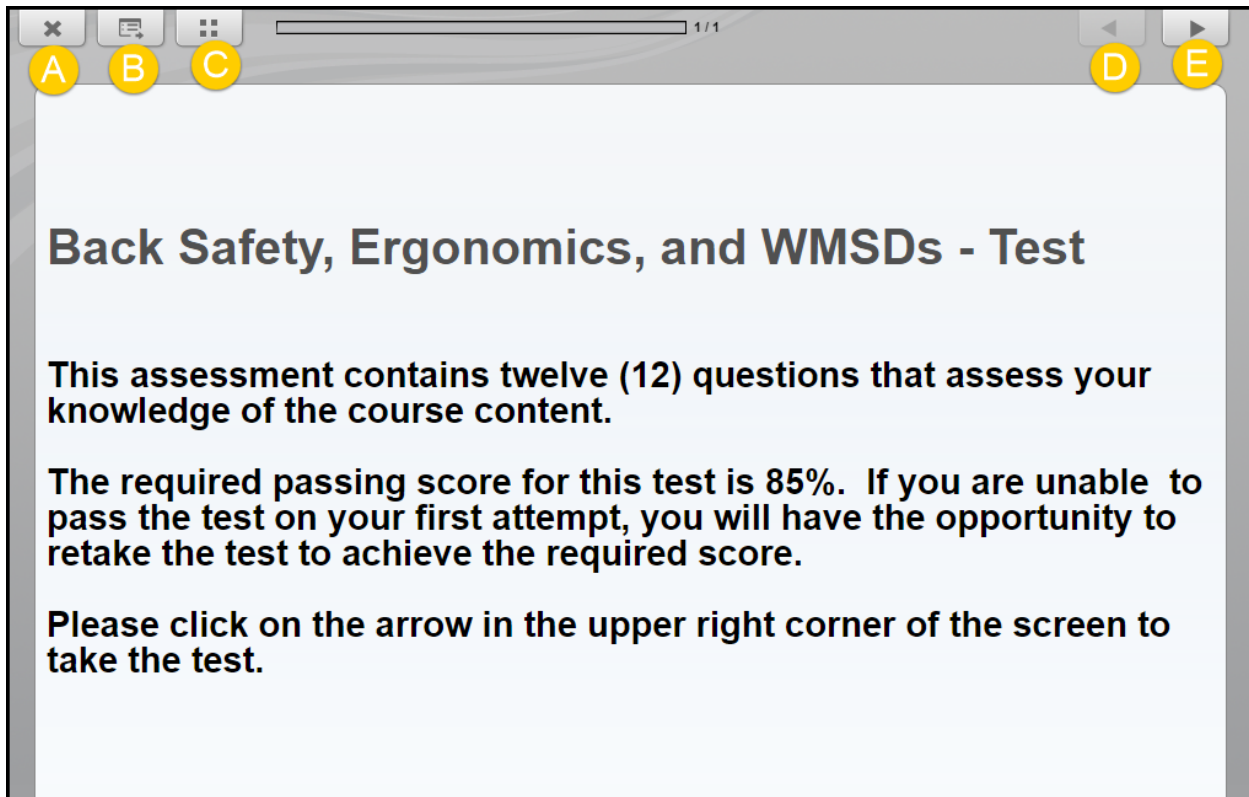 1 / 1
A
B
C
D
E
Back Safety, Ergonomics, and WMSDs - Test
This assessment contains twelve (12) questions that assess your
knowledge of the course content.
The required passing score for this test is 85%.  If you are unable  to
pass the test on your first attempt, you will have the opportunity to
retake the test to achieve the required score.
Please click on the arrow in the upper right corner of the screen to
take the test.